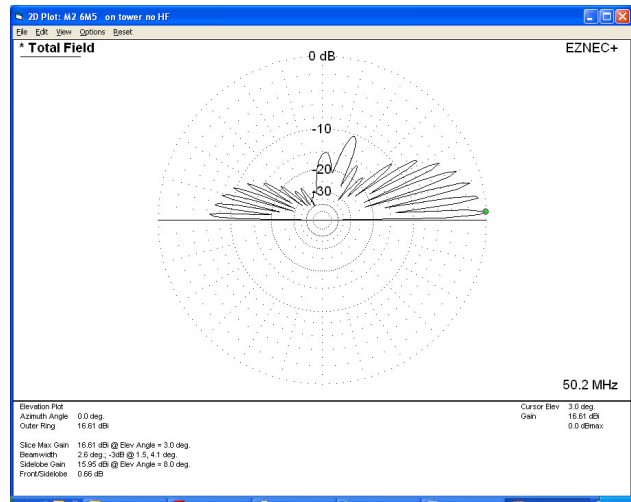 2D Plot: M2 6M5 on tower no HF
File Edit View Options Reset
* Total Field
EZNEC+
0 dB
-10
-20
-30
50.2 MHz
Elevation Plot
Azimuth Angle 0.0 deg.
Outer Ring 16.61 dBi
Slice Max Gain 16.61 dBi @ Elev Angle = 3.0 deg.
Beamwidth 2.6 deg.; -3dB @ 1.5, 4.1 deg.
Sidelobe Gain 15.95 dBi @ Elev Angle = 8.0 deg.
Front/Sidelobe 0.66 dB
Cursor Elev 3.0 deg.
Gain 16.61 dBi
0.0 dBmax